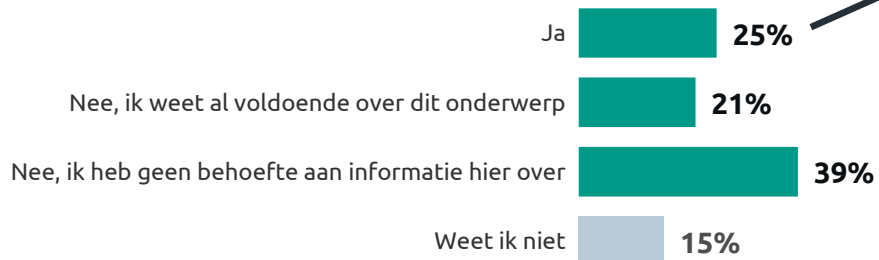 Ja 25%
Nee, ik weet al voldoende over dit onderwerp 21%
Nee, ik heb geen behoefte aan informatie hier over 39%
Weet ik niet 15%